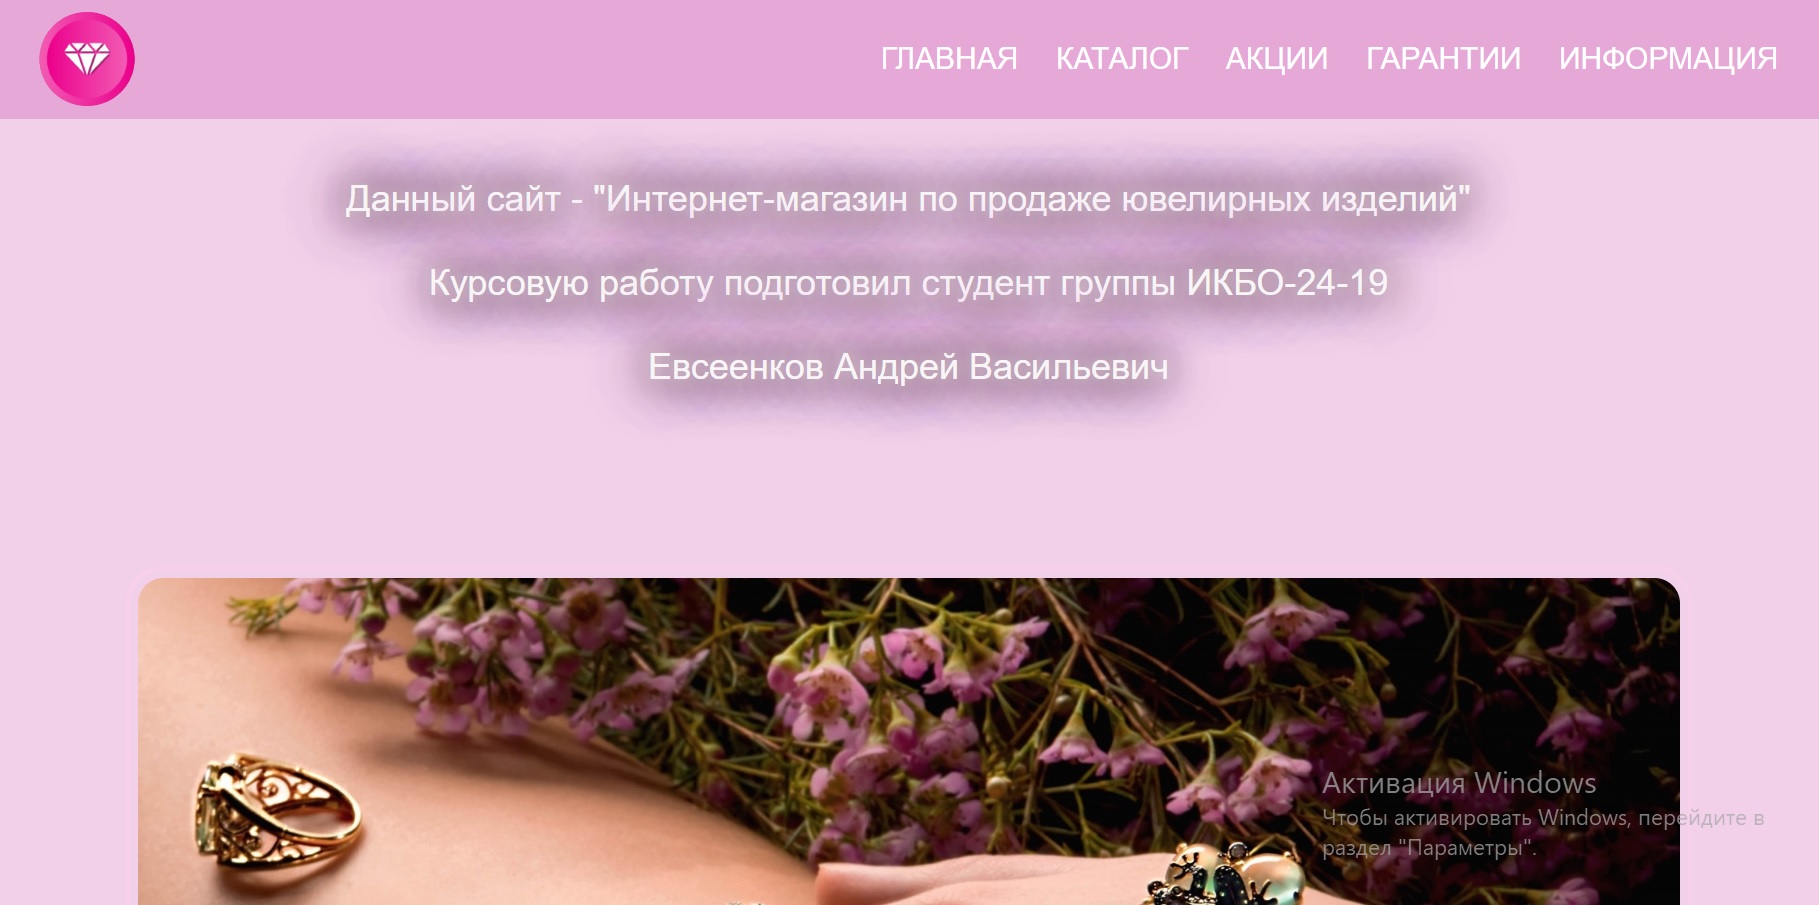 ГЛАВНАЯ КАТАЛОГ АКЦИИ ГАРАНТИИ ИНФОРМАЦИЯ
Данный сайт - "Интернет-магазин по продаже ювелирных изделий"
Курсовую работу подготовил студент группы ИКБО-24-19
Евсеенков Андрей Васильевич
Активация Windows
Чтобы активировать Windows, перейдите в
раздел "Параметры".